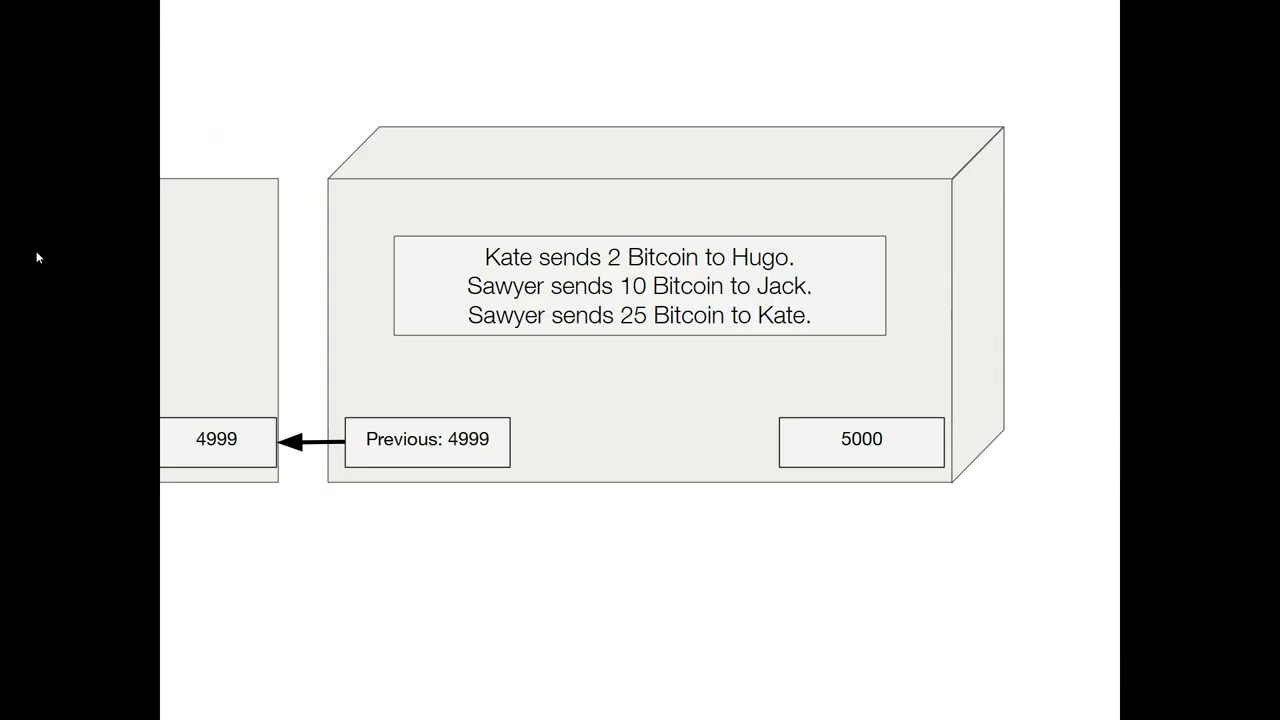 Kate sends 2 Bitcoin to Hugo.
Sawyer sends 10 Bitcoin to Jack.
Sawyer sends 25 Bitcoin to Kate.
4999
Previous: 4999
5000